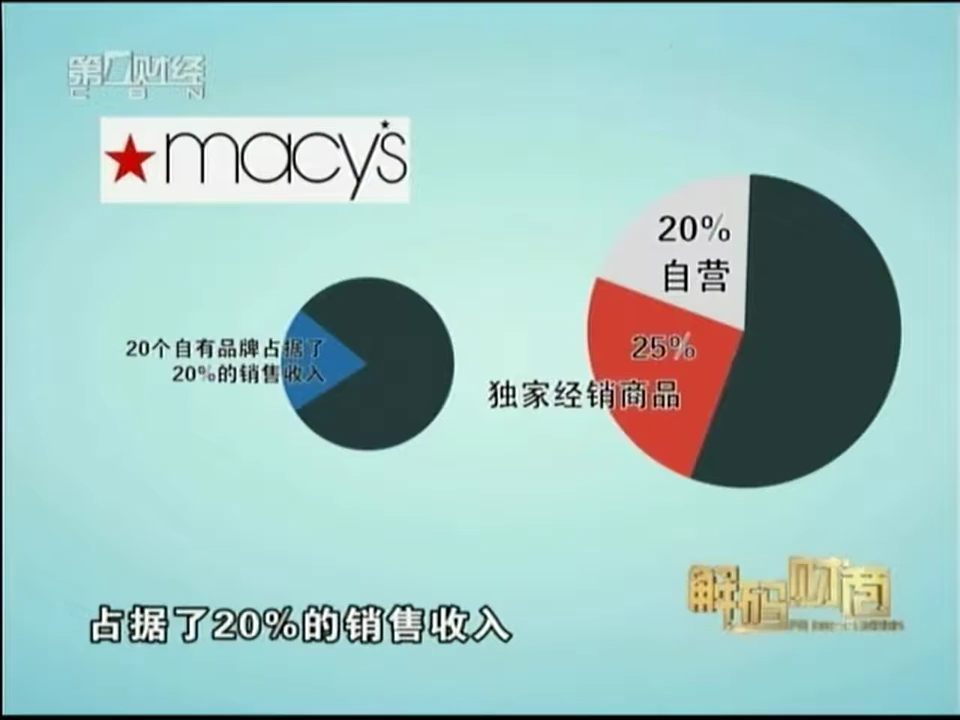 第一财经
CBN
macy's
20%
自营
20个自有品牌占据了
20%的销售收入
25%
独家经销商品
解码财商
占据了20%的销售收入